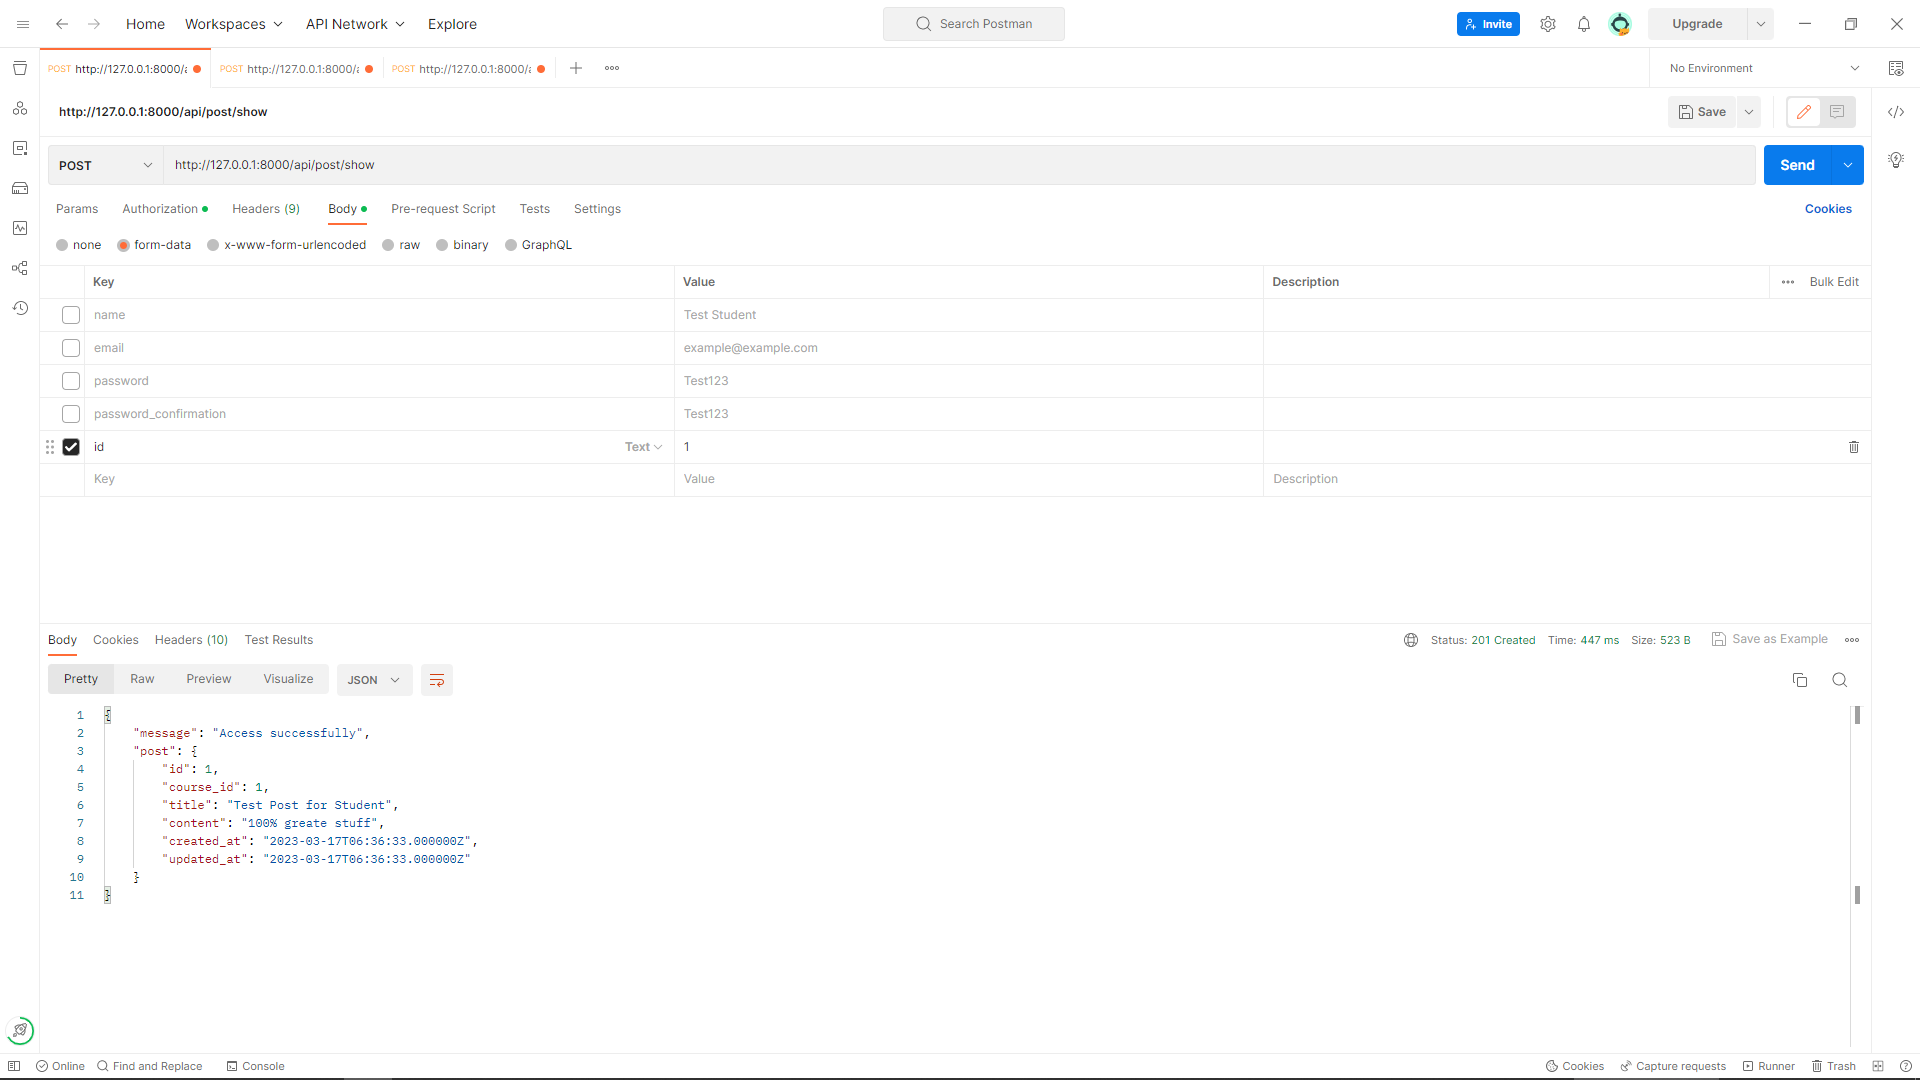 Home Workspaces API Network Explore Search Postman Invite Upgrade
POST http://127.0.0.1:8000/a POST http://127.0.0.1:8000/a POST http://127.0.0.1:8000/a No Environment
http://127.0.0.1:8000/api/post/show Save
POST http://127.0.0.1:8000/api/post/show Send
Params Authorization Headers (9) Body Pre-request Script Tests Settings Cookies
none form-data x-www-form-urlencoded raw binary GraphQL
Key Value Description Bulk Edit
name Test Student
email example@example.com
password Test123
password_confirmation Test123
id Text 1
Key Value Description
Body Cookies Headers (10) Test Results Status: 201 Created Time: 447 ms Size: 523 B Save as Example
Pretty Raw Preview Visualize JSON
1 {
2 "message": "Access successfully",
3 "post": {
4 "id": 1,
5 "course_id": 1,
6 "title": "Test Post for Student",
7 "content": "100% greate stuff",
8 "created_at": "2023-03-17T06:36:33.000000Z",
9 "updated_at": "2023-03-17T06:36:33.000000Z"
10 }
11 }
Online Find and Replace Console Cookies Capture requests Runner Trash